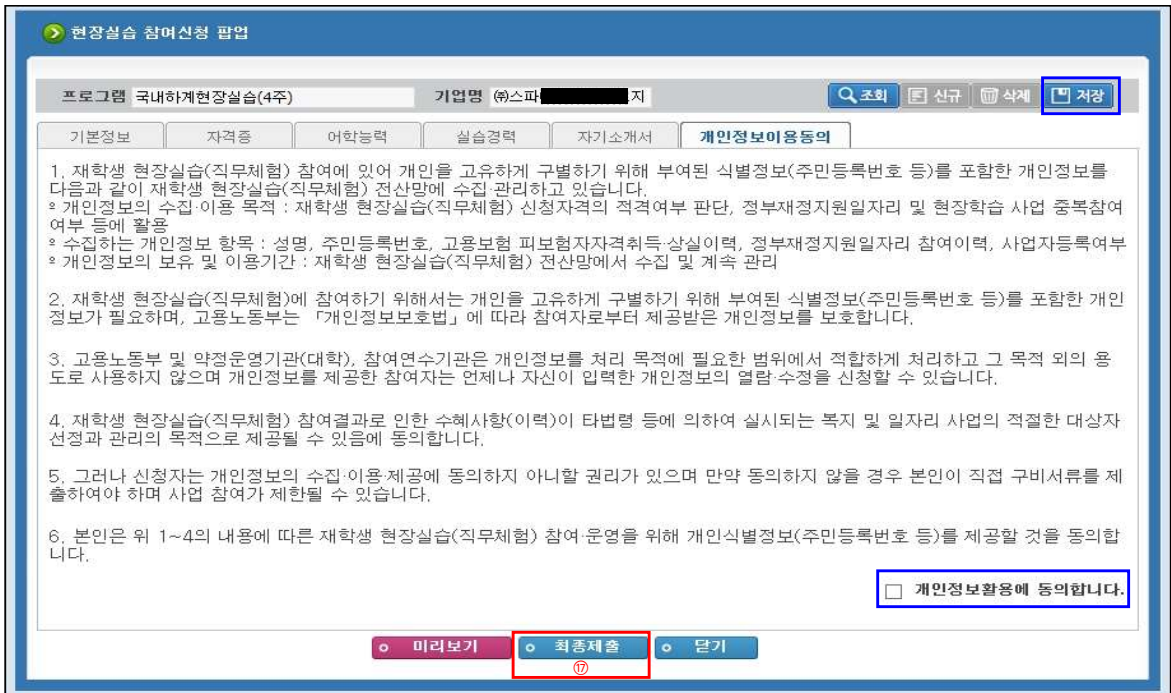 현장실습 참여신청 팝업
프로그램 국내하계현장실습(4주) 기업명 ㈜스파 지 조회 신규 삭제 저장
기본정보 자격증 어학능력 실습경력 자기소개서 개인정보이용동의
1. 재학생 현장실습(직무체험) 참여에 있어 개인을 고유하게 구별하기 위해 부여된 식별정보(주민등록번호 등)를 포함한 개인정보를
다음과 같이 재학생 현장실습(직무체험) 전산망에 수집·관리하고 있습니다.
° 개인정보의 수집·이용 목적 : 재학생 현장실습(직무체험) 신청자격의 적격여부 판단, 정부재정지원일자리 및 현장학습 사업 중복참여
여부 등에 활용
° 수집하는 개인정보 항목 : 성명, 주민등록번호, 고용보험 피보험자자격취득·상실이력, 정부재정지원일자리 참여이력, 사업자등록여부
° 개인정보의 보유 및 이용기간 : 재학생 현장실습(직무체험) 전산망에서 수집 및 계속 관리
2. 재학생 현장실습(직무체험)에 참여하기 위해서는 개인을 고유하게 구별하기 위해 부여된 식별정보(주민등록번호 등)를 포함한 개인
정보가 필요하며, 고용노동부는 「개인정보보호법」에 따라 참여자로부터 제공받은 개인정보를 보호합니다.
3. 고용노동부 및 약정운영기관(대학), 참여연수기관은 개인정보를 처리 목적에 필요한 범위에서 적합하게 처리하고 그 목적 외의 용
도로 사용하지 않으며 개인정보를 제공한 참여자는 언제나 자신이 입력한 개인정보의 열람·수정을 신청할 수 있습니다.
4. 재학생 현장실습(직무체험) 참여결과로 인한 수혜사항(이력)이 타법령 등에 의하여 실시되는 복지 및 일자리 사업의 적절한 대상자
선정과 관리의 목적으로 제공될 수 있음에 동의합니다.
5. 그러나 신청자는 개인정보의 수집·이용·제공에 동의하지 아니할 권리가 있으며 만약 동의하지 않을 경우 본인이 직접 구비서류를 제
출하여야 하며 사업 참여가 제한될 수 있습니다.
6. 본인은 위 1~4의 내용에 따른 재학생 현장실습(직무체험) 참여·운영을 위해 개인식별정보(주민등록번호 등)를 제공할 것을 동의합
니다.
개인정보활용에 동의합니다.
미리보기 최종제출 닫기
⑰